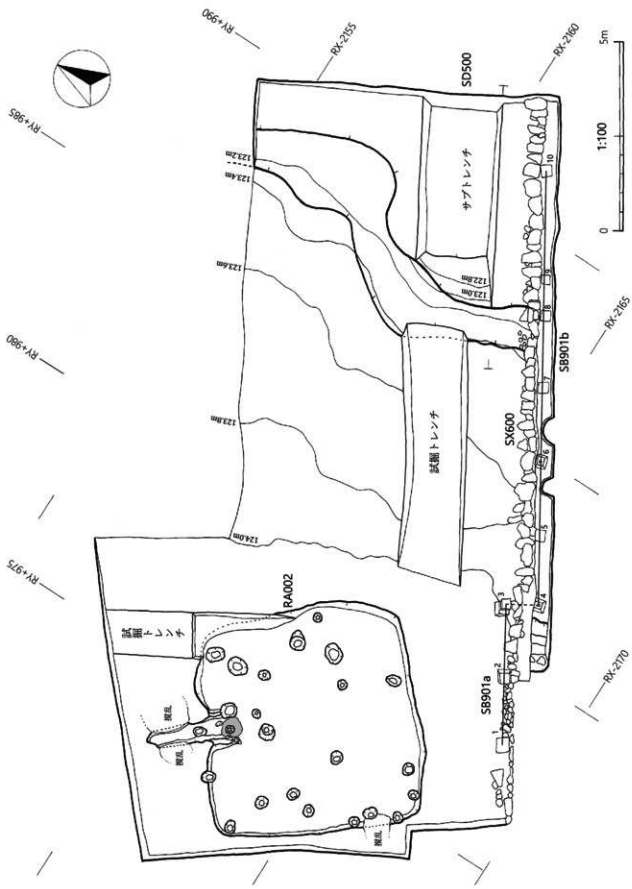 RY+990
RX-2155
RX-2160
5m
1:100
0
SD500
RY+985
123.2m
123.4m
サブトレンチ
10
123.6m
122.8m
123.0m
9
8
RX-2165
SB901b
RY+980
7
123.8m
試掘トレンチ
SX600
6
5
124.0m
RY+975
RA002
試掘トレンチ
3
4
2
RX-2170
SB901a
撹乱
撹乱
1
撹乱